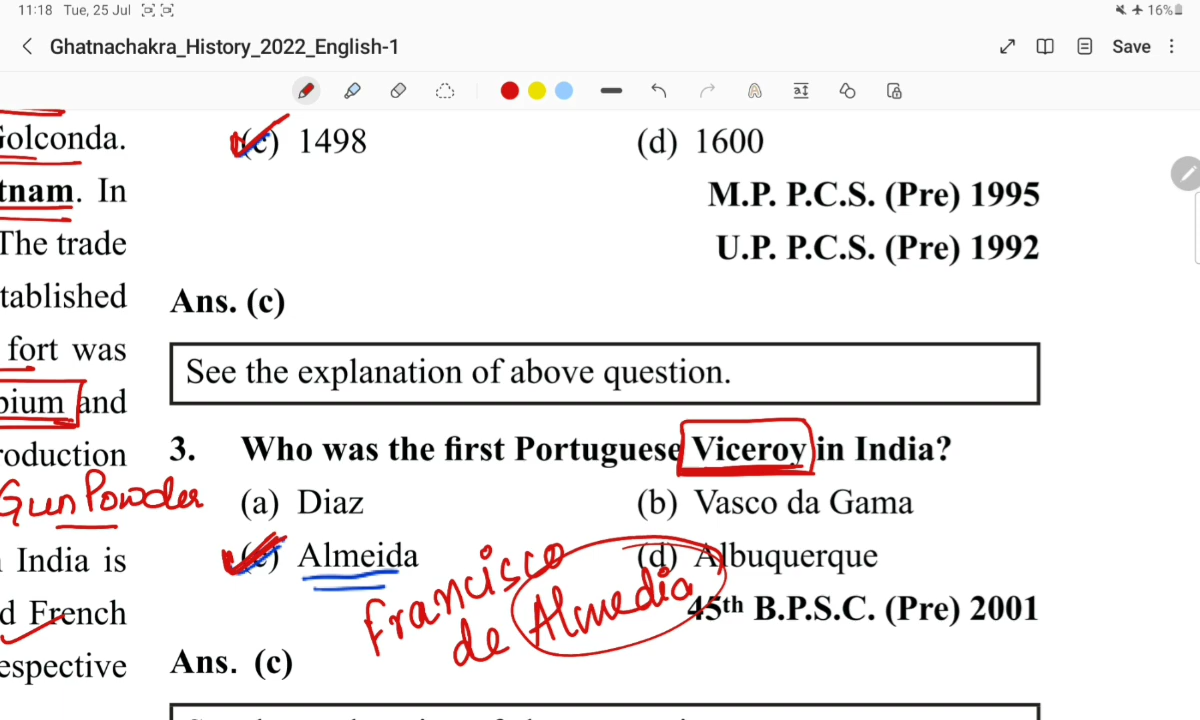 11:18 Tue, 25 Jul 16%
Ghatnachakra_History_2022_English-1 Save
Golconda.
tnam. In
The trade
tablished
fort was
pium and
roduction
Gun Powder
India is
d French
espective
(c) 1498 (d) 1600
M.P. P.C.S. (Pre) 1995
U.P. P.C.S. (Pre) 1992
Ans. (c)
See the explanation of above question.
3. Who was the first Portuguese Viceroy in India?
(a) Diaz (b) Vasco da Gama
(c) Almeida (d) Albuquerque
Francisco
de Almedia
45th B.P.S.C. (Pre) 2001
Ans. (c)